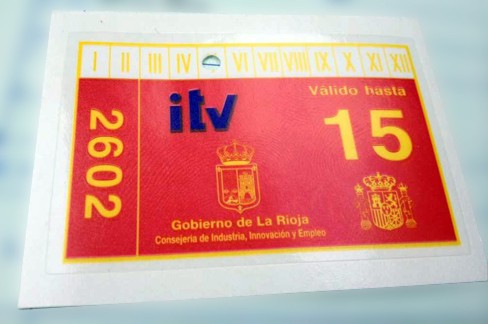 I II III IV VI VII VIII IX X XI XII
itv
Válido hasta
15
2602
Gobierno de La Rioja
Consejería de Industria, Innovación y Empleo